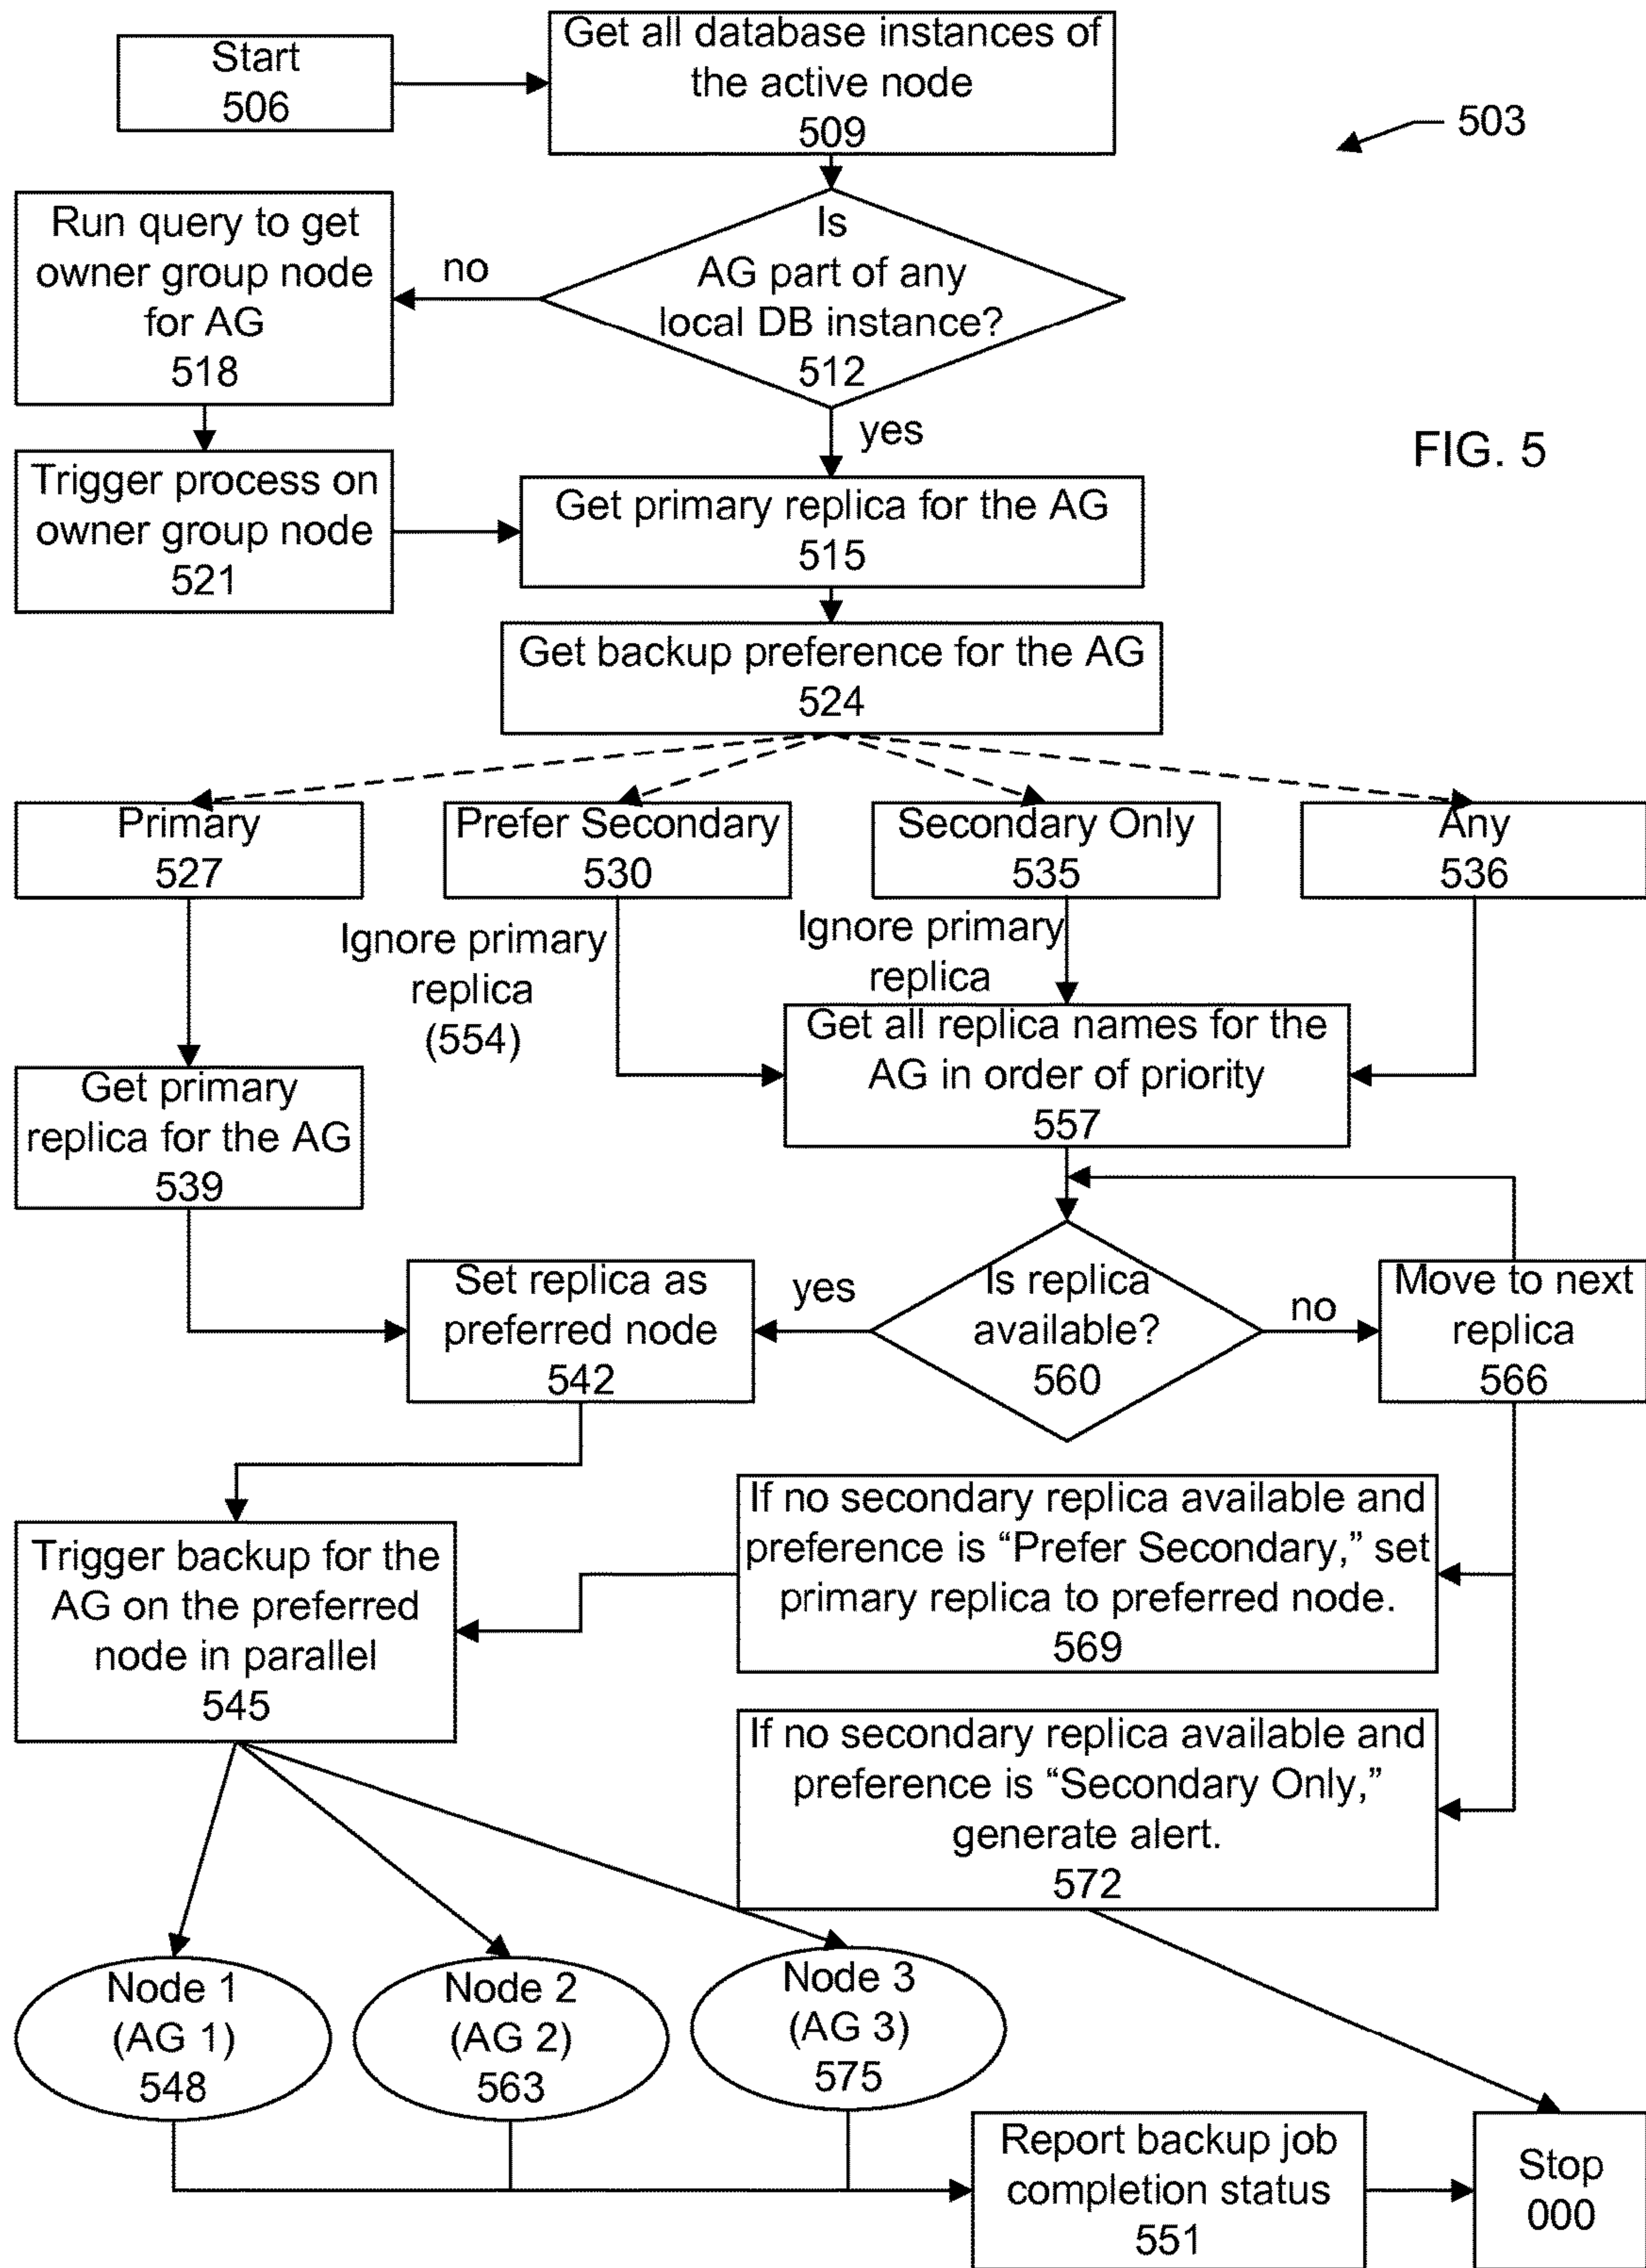 Start
506
Get all database instances of
the active node
509
503
Run query to get
owner group node
for AG
518
no
Is
AG part of any
local DB instance?
512
yes
FIG. 5
Trigger process on
owner group node
521
Get primary replica for the AG
515
Get backup preference for the AG
524
Primary
527
Prefer Secondary
530
Secondary Only
535
Any
536
Ignore primary
replica
(554)
Ignore primary
replica
Get all replica names for the
AG in order of priority
557
Get primary
replica for the AG
539
Set replica as
preferred node
542
yes
Is replica
available?
560
no
Move to next
replica
566
If no secondary replica available and
preference is “Prefer Secondary,” set
primary replica to preferred node.
569
Trigger backup for the
AG on the preferred
node in parallel
545
If no secondary replica available and
preference is “Secondary Only,”
generate alert.
572
Node 1
(AG 1)
548
Node 2
(AG 2)
563
Node 3
(AG 3)
575
Report backup job
completion status
551
Stop
000